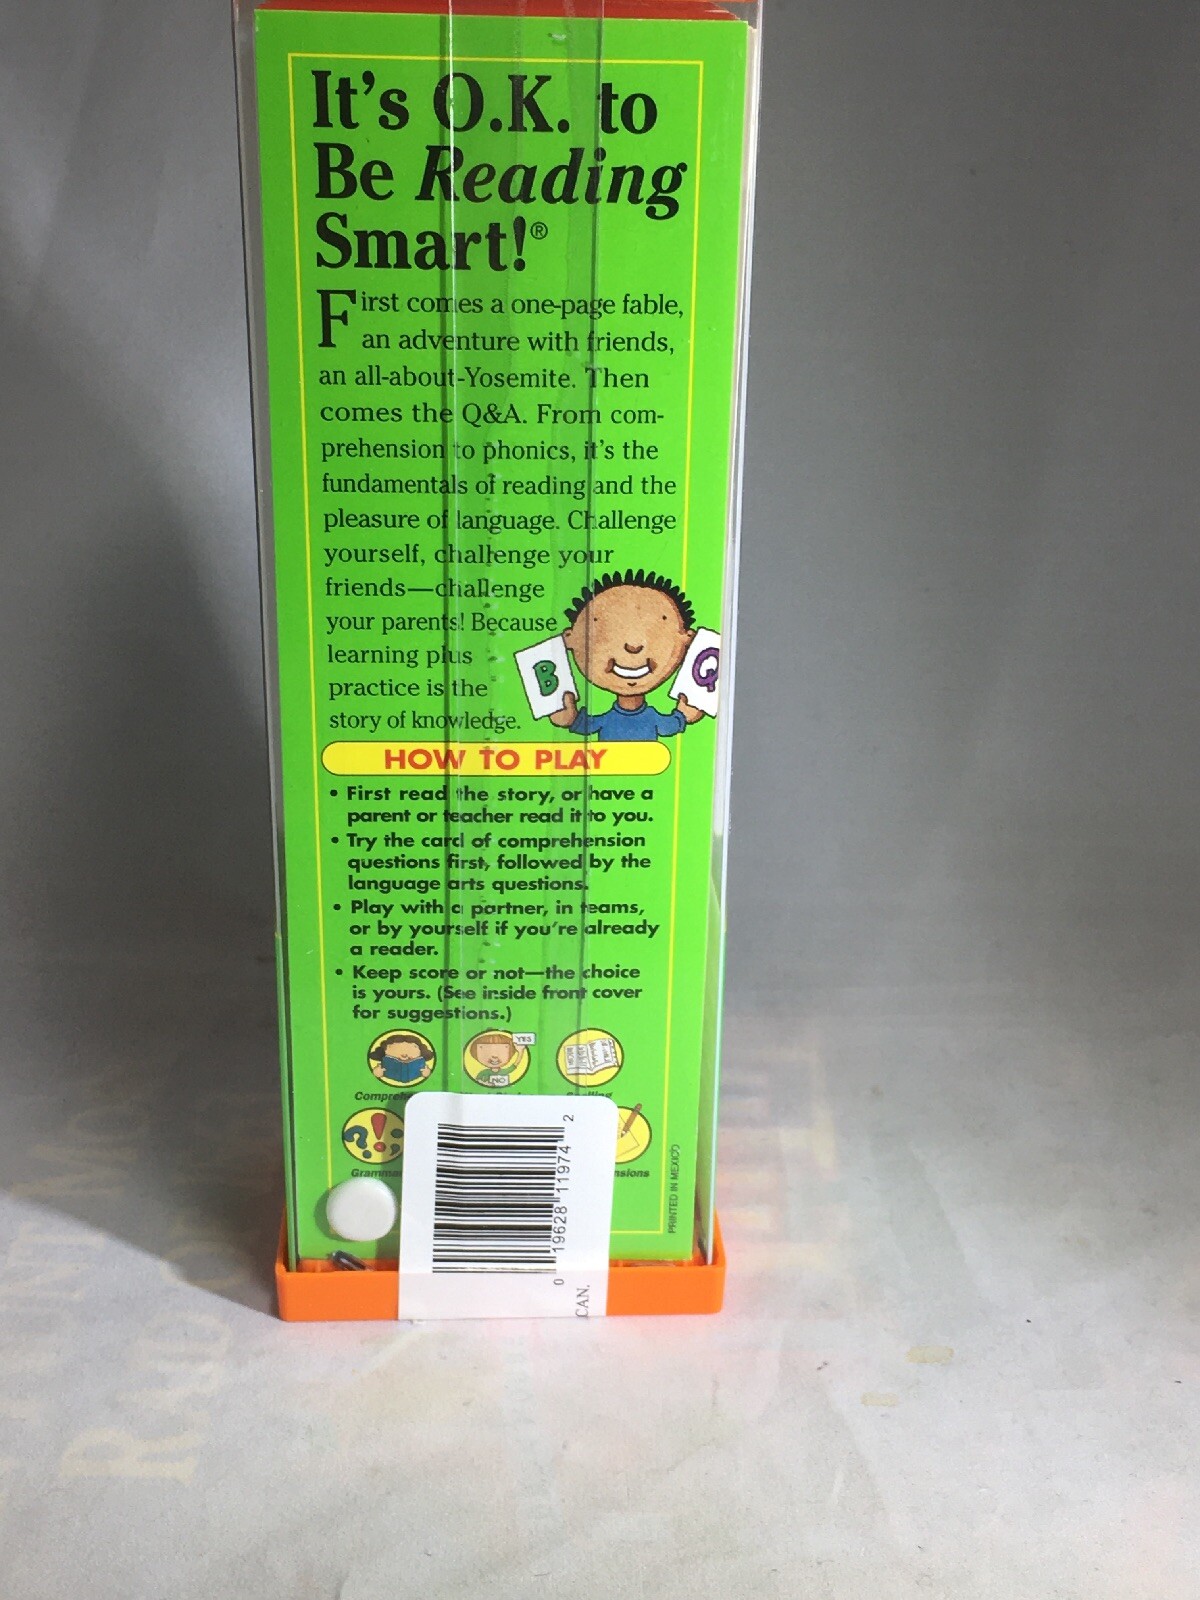 It's O.K. to
Be Reading
Smart!®
First comes a one-page fable,
an adventure with friends,
an all-about-Yosemite. Then
comes the Q&A. From com-
prehension to phonics, it's the
fundamentals of reading and the
pleasure of language. Challenge
yourself, challenge your
friends—challenge
your parents! Because
learning plus
practice is the
story of knowledge.
B
Q
HOW TO PLAY
• First read the story, or have a
parent or teacher read it to you.
• Try the card of comprehension
questions first, followed by the
language arts questions.
• Play with a partner, in teams,
or by yourself if you're already
a reader.
• Keep score or not—the choice
is yours. (See inside front cover
for suggestions.)
YES
NO
PRINTED IN MEXICO
0 19628 11974 2
CAN.